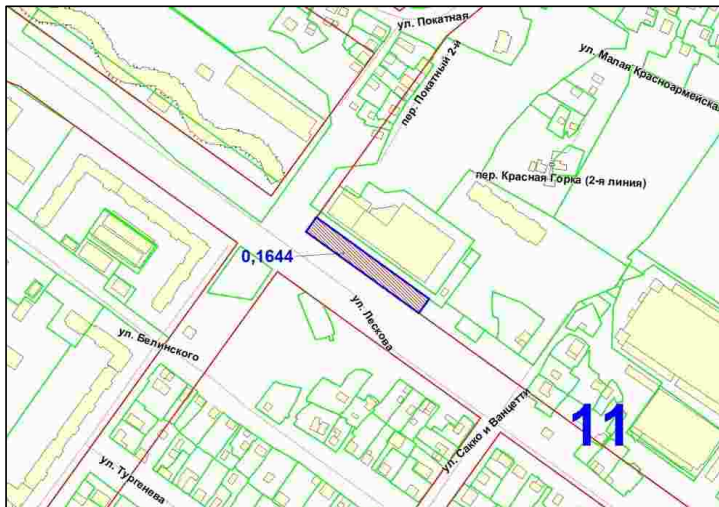 ул. Покатная
пер. Покатный 2-й
ул. Малая Красноармейская
пер. Красная Горка (2-я линия)
0,1644
ул. Лескова
ул. Белинского
ул. Сакко и Ванцетти
11
ул. Тургенева